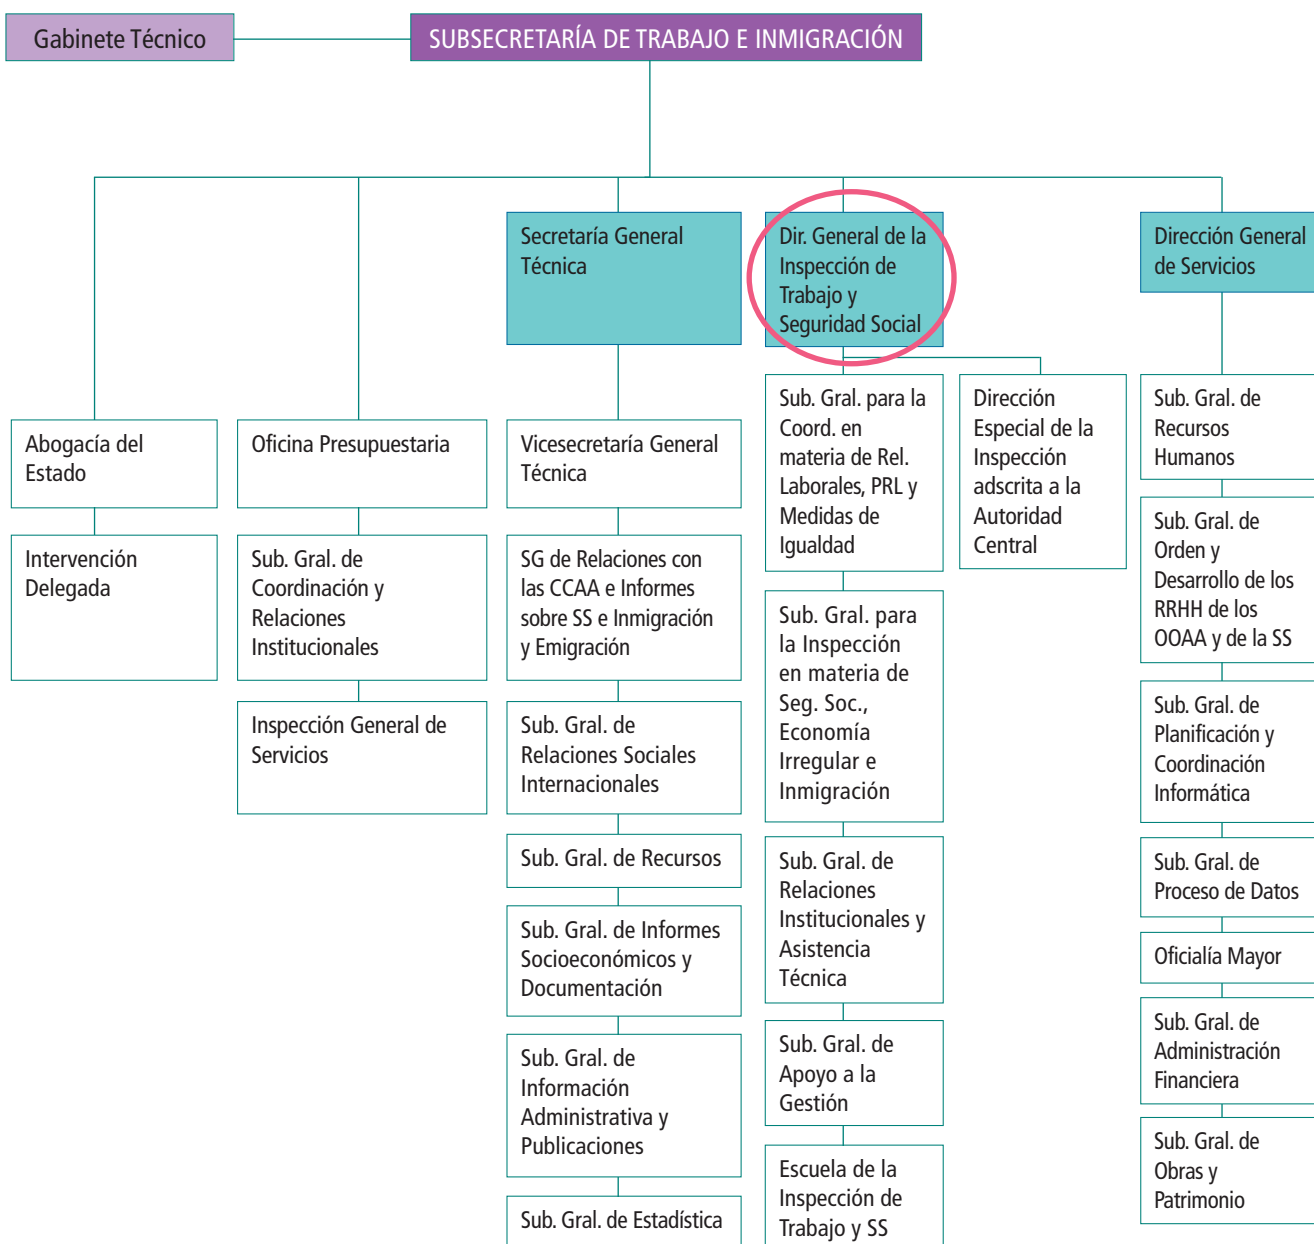 Gabinete Técnico
SUBSECRETARÍA DE TRABAJO E INMIGRACIÓN
Secretaría General
Técnica
Dir. General de la
Inspección de
Trabajo y
Seguridad Social
Dirección General
de Servicios
Abogacía del
Estado
Intervención
Delegada
Oficina Presupuestaria
Sub. Gral. de
Coordinación y
Relaciones
Institucionales
Inspección General de
Servicios
Vicesecretaría General
Técnica
SG de Relaciones con
las CCAA e Informes
sobre SS e Inmigración
y Emigración
Sub. Gral. de
Relaciones Sociales
Internacionales
Sub. Gral. de Recursos
Sub. Gral. de Informes
Socioeconómicos y
Documentación
Sub. Gral. de
Información
Administrativa y
Publicaciones
Sub. Gral. de Estadística
Sub. Gral. para la
Coord. en
materia de Rel.
Laborales, PRL y
Medidas de
Igualdad
Sub. Gral. para
la Inspección
en materia de
Seg. Soc.,
Economía
Irregular e
Inmigración
Sub. Gral. de
Relaciones
Institucionales y
Asistencia
Técnica
Sub. Gral. de
Apoyo a la
Gestión
Escuela de la
Inspección de
Trabajo y SS
Dirección
Especial de la
Inspección
adscrita a la
Autoridad
Central
Sub. Gral. de
Recursos
Humanos
Sub. Gral. de
Orden y
Desarrollo de los
RRHH de los
OOAA y de la SS
Sub. Gral. de
Planificación y
Coordinación
Informática
Sub. Gral. de
Proceso de Datos
Oficialía Mayor
Sub. Gral. de
Administración
Financiera
Sub. Gral. de
Obras y
Patrimonio